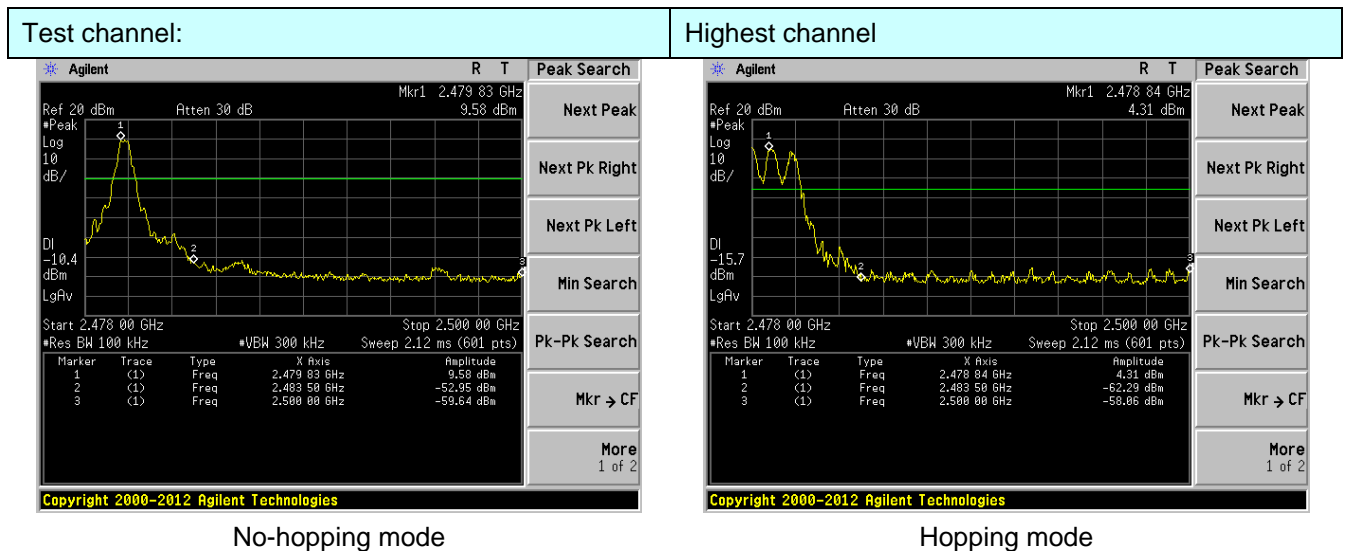 Test channel:
Highest channel
Agilent
R T
Peak Search
Mkr1 2.479 83 GHz
Ref 20 dBm Atten 30 dB 9.58 dBm
#Peak
Log
10
dB/
1
2
3
DI
-10.4
dBm
LgAv
Start 2.478 00 GHz Stop 2.500 00 GHz
#Res BW 100 kHz #VBW 300 kHz Sweep 2.12 ms (601 pts)
Marker Trace Type X Axis Amplitude
1 (1) Freq 2.479 83 GHz 9.58 dBm
2 (1) Freq 2.483 50 GHz -52.95 dBm
3 (1) Freq 2.500 00 GHz -59.64 dBm
Next Peak
Next Pk Right
Next Pk Left
Min Search
Pk-Pk Search
Mkr → CF
More
1 of 2
Copyright 2000-2012 Agilent Technologies
No-hopping mode
Agilent
R T
Peak Search
Mkr1 2.478 84 GHz
Ref 20 dBm Atten 30 dB 4.31 dBm
#Peak
Log
10
dB/
1
2
3
DI
-15.7
dBm
LgAv
Start 2.478 00 GHz Stop 2.500 00 GHz
#Res BW 100 kHz #VBW 300 kHz Sweep 2.12 ms (601 pts)
Marker Trace Type X Axis Amplitude
1 (1) Freq 2.478 84 GHz 4.31 dBm
2 (1) Freq 2.483 50 GHz -62.29 dBm
3 (1) Freq 2.500 00 GHz -58.06 dBm
Next Peak
Next Pk Right
Next Pk Left
Min Search
Pk-Pk Search
Mkr → CF
More
1 of 2
Copyright 2000-2012 Agilent Technologies
Hopping mode